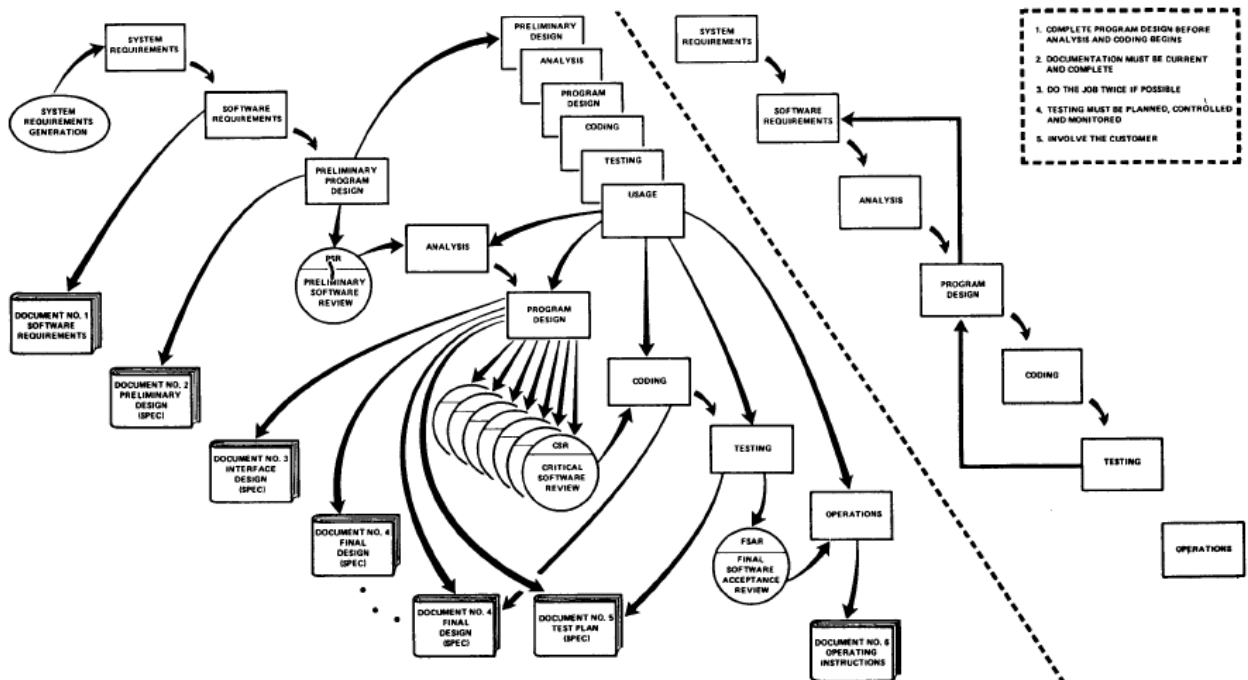 SYSTEM
REQUIREMENTS
SYSTEM
REQUIREMENTS
GENERATION
SOFTWARE
REQUIREMENTS
PRELIMINARY
PROGRAM
DESIGN
PRELIMINARY
DESIGN
ANALYSIS
PROGRAM
DESIGN
CODING
TESTING
USAGE
PSR
PRELIMINARY
SOFTWARE
REVIEW
ANALYSIS
PROGRAM
DESIGN
DOCUMENT NO. 1
SOFTWARE
REQUIREMENTS
DOCUMENT NO. 2
PRELIMINARY
DESIGN
(SPEC)
DOCUMENT NO. 3
INTERFACE
DESIGN
(SPEC)
DOCUMENT NO. 4
FINAL
DESIGN
(SPEC)
DOCUMENT NO. 4
FINAL
DESIGN
(SPEC)
DOCUMENT NO. 5
TEST PLAN
(SPEC)
CSR
CRITICAL
SOFTWARE
REVIEW
CODING
TESTING
FSAR
FINAL
SOFTWARE
ACCEPTANCE
REVIEW
OPERATIONS
DOCUMENT NO. 6
OPERATING
INSTRUCTIONS
SYSTEM
REQUIREMENTS
SOFTWARE
REQUIREMENTS
ANALYSIS
PROGRAM
DESIGN
CODING
TESTING
OPERATIONS
1. COMPLETE PROGRAM DESIGN BEFORE
ANALYSIS AND CODING BEGINS
2. DOCUMENTATION MUST BE CURRENT
AND COMPLETE
3. DO THE JOB TWICE IF POSSIBLE
4. TESTING MUST BE PLANNED, CONTROLLED
AND MONITORED
5. INVOLVE THE CUSTOMER